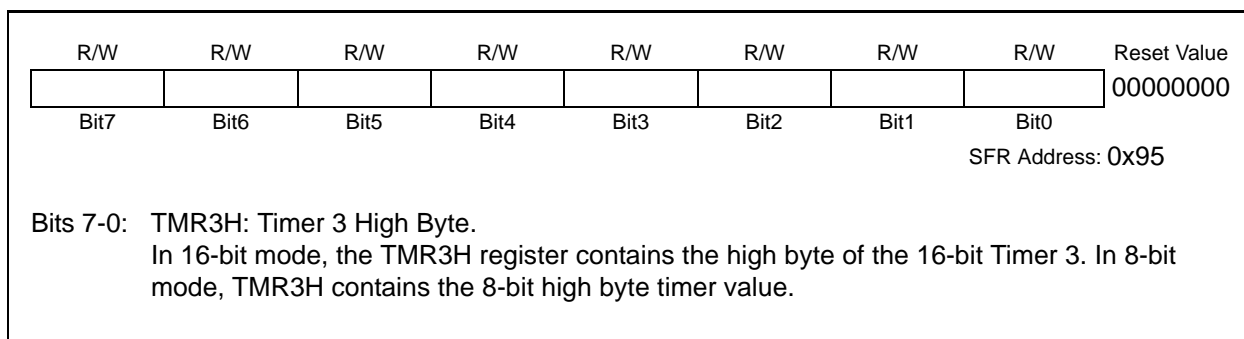 R/W R/W R/W R/W R/W R/W R/W R/W Reset Value
00000000
Bit7 Bit6 Bit5 Bit4 Bit3 Bit2 Bit1 Bit0
SFR Address: 0x95
Bits 7-0: TMR3H: Timer 3 High Byte.
In 16-bit mode, the TMR3H register contains the high byte of the 16-bit Timer 3. In 8-bit
mode, TMR3H contains the 8-bit high byte timer value.